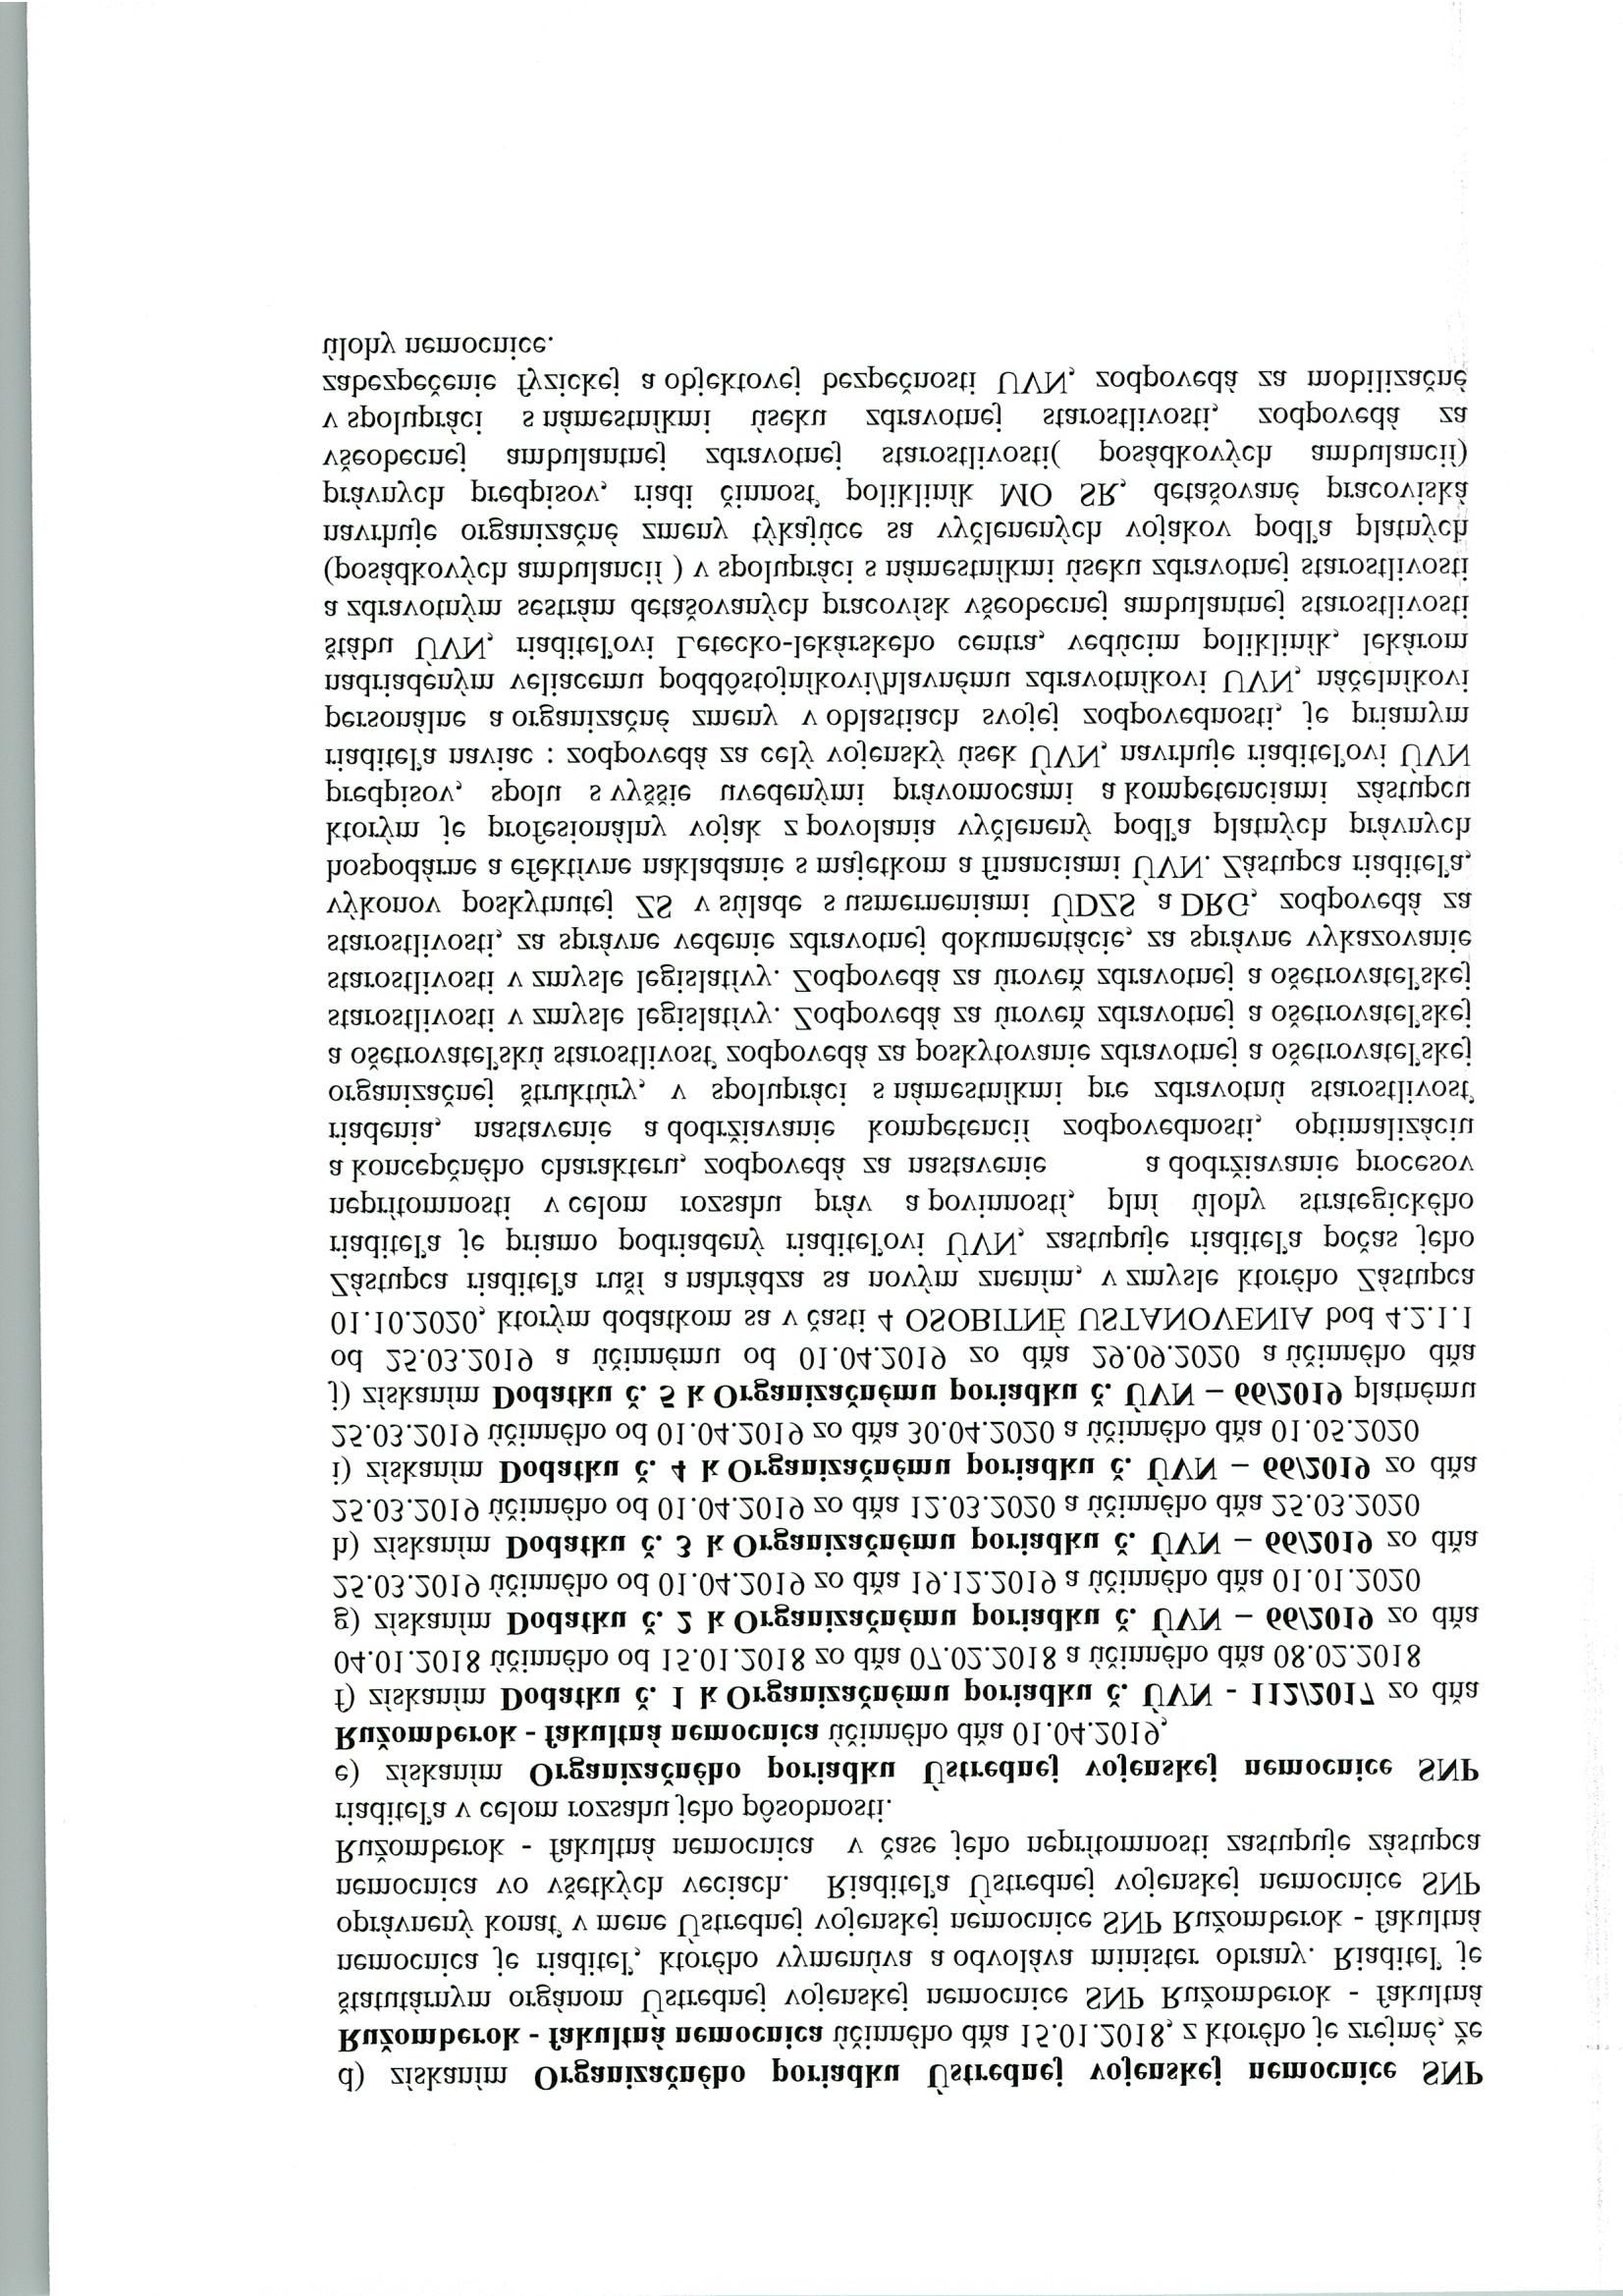 d) získaním Organizačného poriadku Ústrednej vojenskej nemocnice SNP
Ružomberok - fakultná nemocnica účinného dňa 15.01.2018, z ktorého je zrejmé, že
štatutárnym orgánom Ústrednej vojenskej nemocnice SNP Ružomberok - fakultná
nemocnica je riaditeľ, ktorého vymenúva a odvoláva minister obrany. Riaditeľ je
oprávnený konať v mene Ústrednej vojenskej nemocnice SNP Ružomberok - fakultná
nemocnica vo všetkých veciach. Riaditeľa Ústrednej vojenskej nemocnice SNP
Ružomberok - fakultná nemocnica v čase jeho neprítomnosti zastupuje zástupca
riaditeľa v celom rozsahu jeho pôsobnosti.
e) získaním Organizačného poriadku Ústrednej vojenskej nemocnice SNP
Ružomberok - fakultná nemocnica účinného dňa 01.04.2019,
f) získaním Dodatku č. 1 k Organizačnému poriadku č. ÚVN - 112/2017 zo dňa
04.01.2018 účinného od 15.01.2018 zo dňa 07.02.2018 a účinného dňa 08.02.2018
g) získaním Dodatku č. 2 k Organizačnému poriadku č. ÚVN – 66/2019 zo dňa
25.03.2019 účinného od 01.04.2019 zo dňa 19.12.2019 a účinného dňa 01.01.2020
h) získaním Dodatku č. 3 k Organizačnému poriadku č. ÚVN – 66/2019 zo dňa
25.03.2019 účinného od 01.04.2019 zo dňa 12.03.2020 a účinného dňa 25.03.2020
i) získaním Dodatku č. 4 k Organizačnému poriadku č. ÚVN – 66/2019 zo dňa
25.03.2019 účinného od 01.04.2019 zo dňa 30.04.2020 a účinného dňa 01.05.2020
j) získaním Dodatku č. 5 k Organizačnému poriadku č. ÚVN – 66/2019 platnému
od 25.03.2019 a účinnému od 01.04.2019 zo dňa 29.09.2020 a účinného dňa
01.10.2020, ktorým dodatkom sa v časti 4 OSOBITNÉ USTANOVENIA bod 4.2.1.1
Zástupca riaditeľa ruší a nahrádza sa novým znením, v zmysle ktorého Zástupca
riaditeľa je priamo podriadený riaditeľovi ÚVN, zastupuje riaditeľa počas jeho
neprítomnosti v celom rozsahu práv a povinností, plní úlohy strategického
a koncepčného charakteru, zodpovedá za nastavenie a dodržiavanie procesov
riadenia, nastavenie a dodržiavanie kompetencií zodpovednosti, optimalizáciu
organizačnej štruktúry, v spolupráci s námestníkmi pre zdravotnú starostlivosť
a ošetrovateľskú starostlivosť zodpovedá za poskytovanie zdravotnej a ošetrovateľskej
starostlivosti v zmysle legislatívy. Zodpovedá za úroveň zdravotnej a ošetrovateľskej
starostlivosti v zmysle legislatívy. Zodpovedá za úroveň zdravotnej a ošetrovateľskej
starostlivosti, za správne vedenie zdravotnej dokumentácie, za správne vykazovanie
výkonov poskytnutej ZS v súlade s usmerneniami ÚDZS a DRG, zodpovedá za
hospodárne a efektívne nakladanie s majetkom a financiami ÚVN. Zástupca riaditeľa,
ktorým je profesionálny vojak z povolania vyčlenený podľa platných právnych
predpisov, spolu s vyššie uvedenými právomocami a kompetenciami zástupcu
riaditeľa naviac : zodpovedá za celý vojenský úsek ÚVN, navrhuje riaditeľovi ÚVN
personálne a organizačné zmeny v oblastiach svojej zodpovednosti, je priamym
nadriadeným veliacemu poddôstojníkovi/hlavnému zdravotníkovi ÚVN, náčelníkovi
štábu ÚVN, riaditeľovi Letecko-lekárskeho centra, vedúcim polikliník, lekárom
a zdravotným sestrám detašovaných pracovísk všeobecnej ambulantnej starostlivosti
(posádkových ambulancií ) v spolupráci s námestníkmi úseku zdravotnej starostlivosti
navrhuje organizačné zmeny týkajúce sa vyčlenených vojakov podľa platných
právnych predpisov, riadi činnosť polikliník MO SR, detašované pracoviská
všeobecnej ambulantnej zdravotnej starostlivosti( posádkových ambulancií)
v spolupráci s námestníkmi úseku zdravotnej starostlivosti, zodpovedá za
zabezpečenie fyzickej a objektovej bezpečnosti ÚVN, zodpovedá za mobilizačné
úlohy nemocnice.